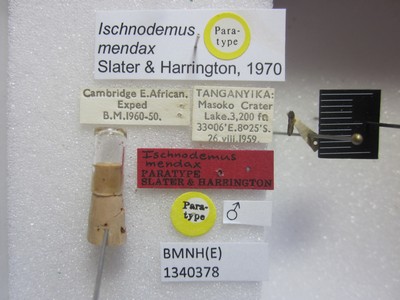 Ischnodemus
mendax
Slater & Harrington, 1970
Para-
type
Cambridge E.African.
Exped
B.M.1960-50.
TANGANYIKA:
Masoko Crater
Lake.3,200 ft.
33°06'E.8°25'S.
26.viii.1959.
Ischnodemus
mendax
PARATYPE
SLATER & HARRINGTON
Para-
type
♂
BMNH(E)
1340378